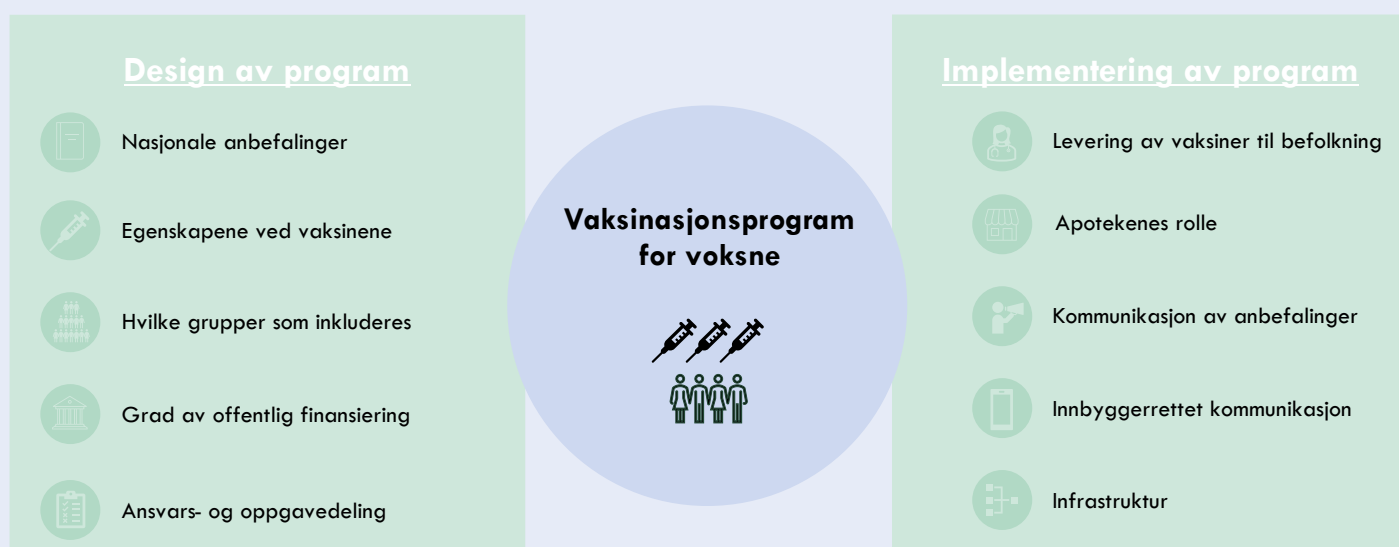 Design av program
Nasjonale anbefalinger
Egenskapene ved vaksinene
Hvilke grupper som inkluderes
Grad av offentlig finansiering
Ansvars- og oppgavedeling
Vaksinasjonsprogram
for voksne
Implementering av program
Levering av vaksiner til befolkning
Apotekenes rolle
Kommunikasjon av anbefalinger
Innbyggerrettet kommunikasjon
Infrastruktur